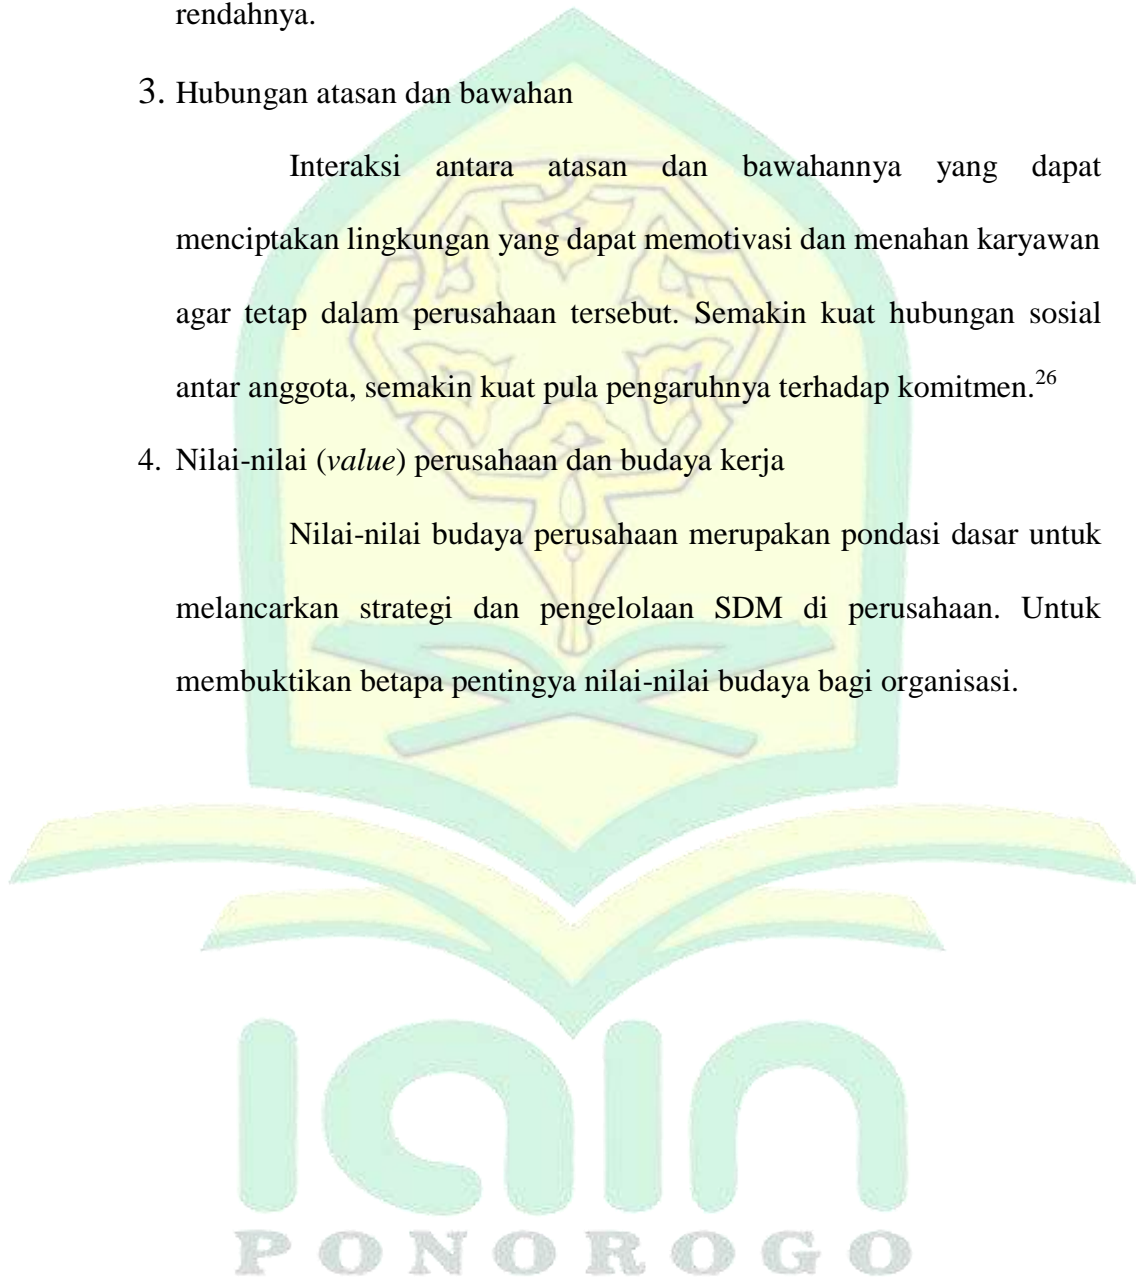 rendahnya.
3. Hubungan atasan dan bawahan
Interaksi antara atasan dan bawahannya yang dapat
menciptakan lingkungan yang dapat memotivasi dan menahan karyawan
agar tetap dalam perusahaan tersebut. Semakin kuat hubungan sosial
antar anggota, semakin kuat pula pengaruhnya terhadap komitmen.26
4. Nilai-nilai (value) perusahaan dan budaya kerja
Nilai-nilai budaya perusahaan merupakan pondasi dasar untuk
melancarkan strategi dan pengelolaan SDM di perusahaan. Untuk
membuktikan betapa pentingya nilai-nilai budaya bagi organisasi.
iain
PONOROGO